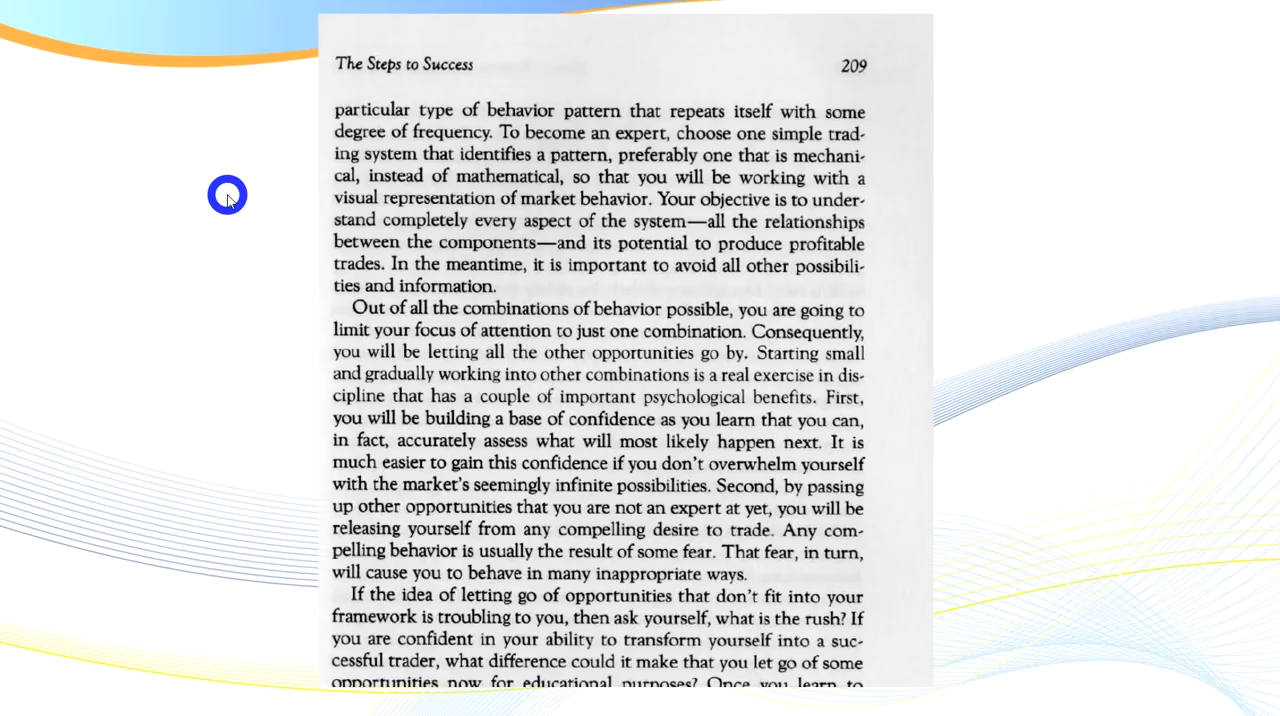 The Steps to Success 209
particular type of behavior pattern that repeats itself with some
degree of frequency. To become an expert, choose one simple trad-
ing system that identifies a pattern, preferably one that is mechani-
cal, instead of mathematical, so that you will be working with a
visual representation of market behavior. Your objective is to under-
stand completely every aspect of the system—all the relationships
between the components—and its potential to produce profitable
trades. In the meantime, it is important to avoid all other possibili-
ties and information.
Out of all the combinations of behavior possible, you are going to
limit your focus of attention to just one combination. Consequently,
you will be letting all the other opportunities go by. Starting small
and gradually working into other combinations is a real exercise in dis-
cipline that has a couple of important psychological benefits. First,
you will be building a base of confidence as you learn that you can,
in fact, accurately assess what will most likely happen next. It is
much easier to gain this confidence if you don't overwhelm yourself
with the market's seemingly infinite possibilities. Second, by passing
up other opportunities that you are not an expert at yet, you will be
releasing yourself from any compelling desire to trade. Any com-
pelling behavior is usually the result of some fear. That fear, in turn,
will cause you to behave in many inappropriate ways.
If the idea of letting go of opportunities that don't fit into your
framework is troubling to you, then ask yourself, what is the rush? If
you are confident in your ability to transform yourself into a suc-
cessful trader, what difference could it make that you let go of some
opportunities now for educational purposes? Once you learn to